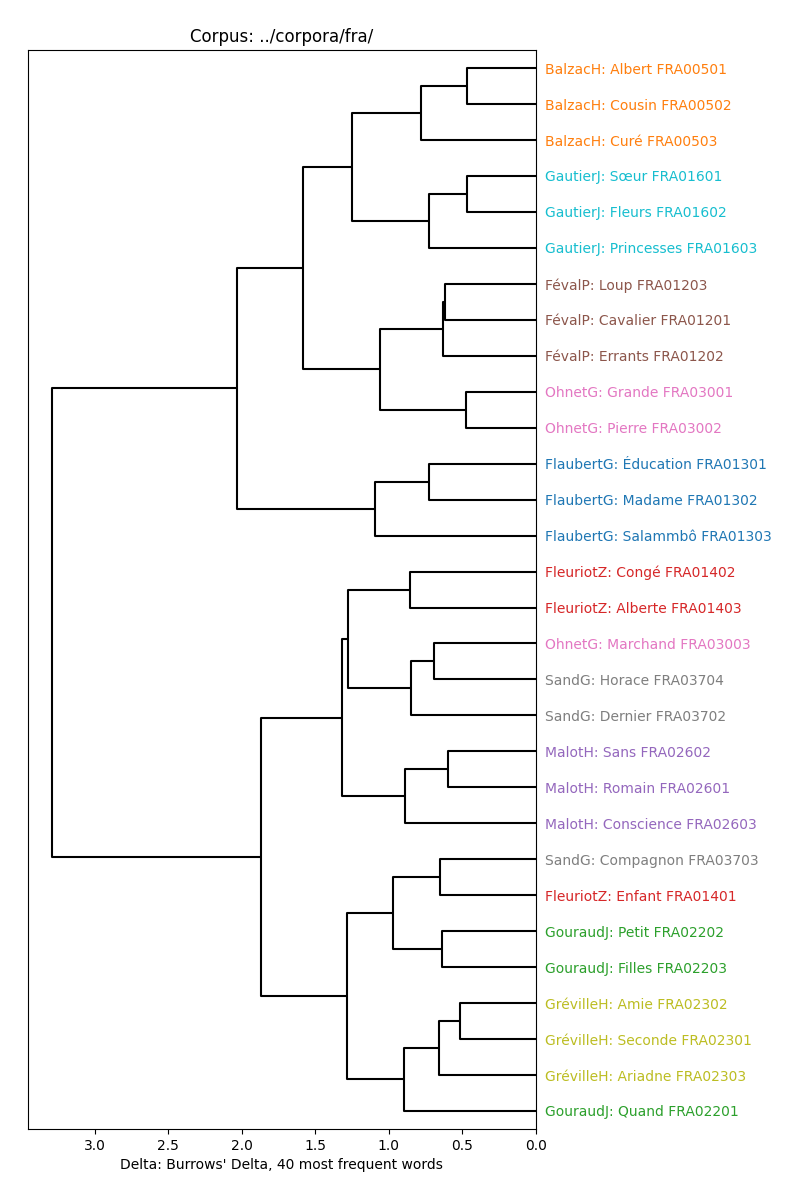 Corpus: ../corpora/fra/
BalzacH: Albert FRA00501
BalzacH: Cousin FRA00502
BalzacH: Curé FRA00503
GautierJ: Sœur FRA01601
GautierJ: Fleurs FRA01602
GautierJ: Princesses FRA01603
FévalP: Loup FRA01203
FévalP: Cavalier FRA01201
FévalP: Errants FRA01202
OhnetG: Grande FRA03001
OhnetG: Pierre FRA03002
FlaubertG: Éducation FRA01301
FlaubertG: Madame FRA01302
FlaubertG: Salammbô FRA01303
FleuriotZ: Congé FRA01402
FleuriotZ: Alberte FRA01403
OhnetG: Marchand FRA03003
SandG: Horace FRA03704
SandG: Dernier FRA03702
MalotH: Sans FRA02602
MalotH: Romain FRA02601
MalotH: Conscience FRA02603
SandG: Compagnon FRA03703
FleuriotZ: Enfant FRA01401
GouraudJ: Petit FRA02202
GouraudJ: Filles FRA02203
GrévilleH: Amie FRA02302
GrévilleH: Seconde FRA02301
GrévilleH: Ariadne FRA02303
GouraudJ: Quand FRA02201
3.0 2.5 2.0 1.5 1.0 0.5 0.0
Delta: Burrows' Delta, 40 most frequent words